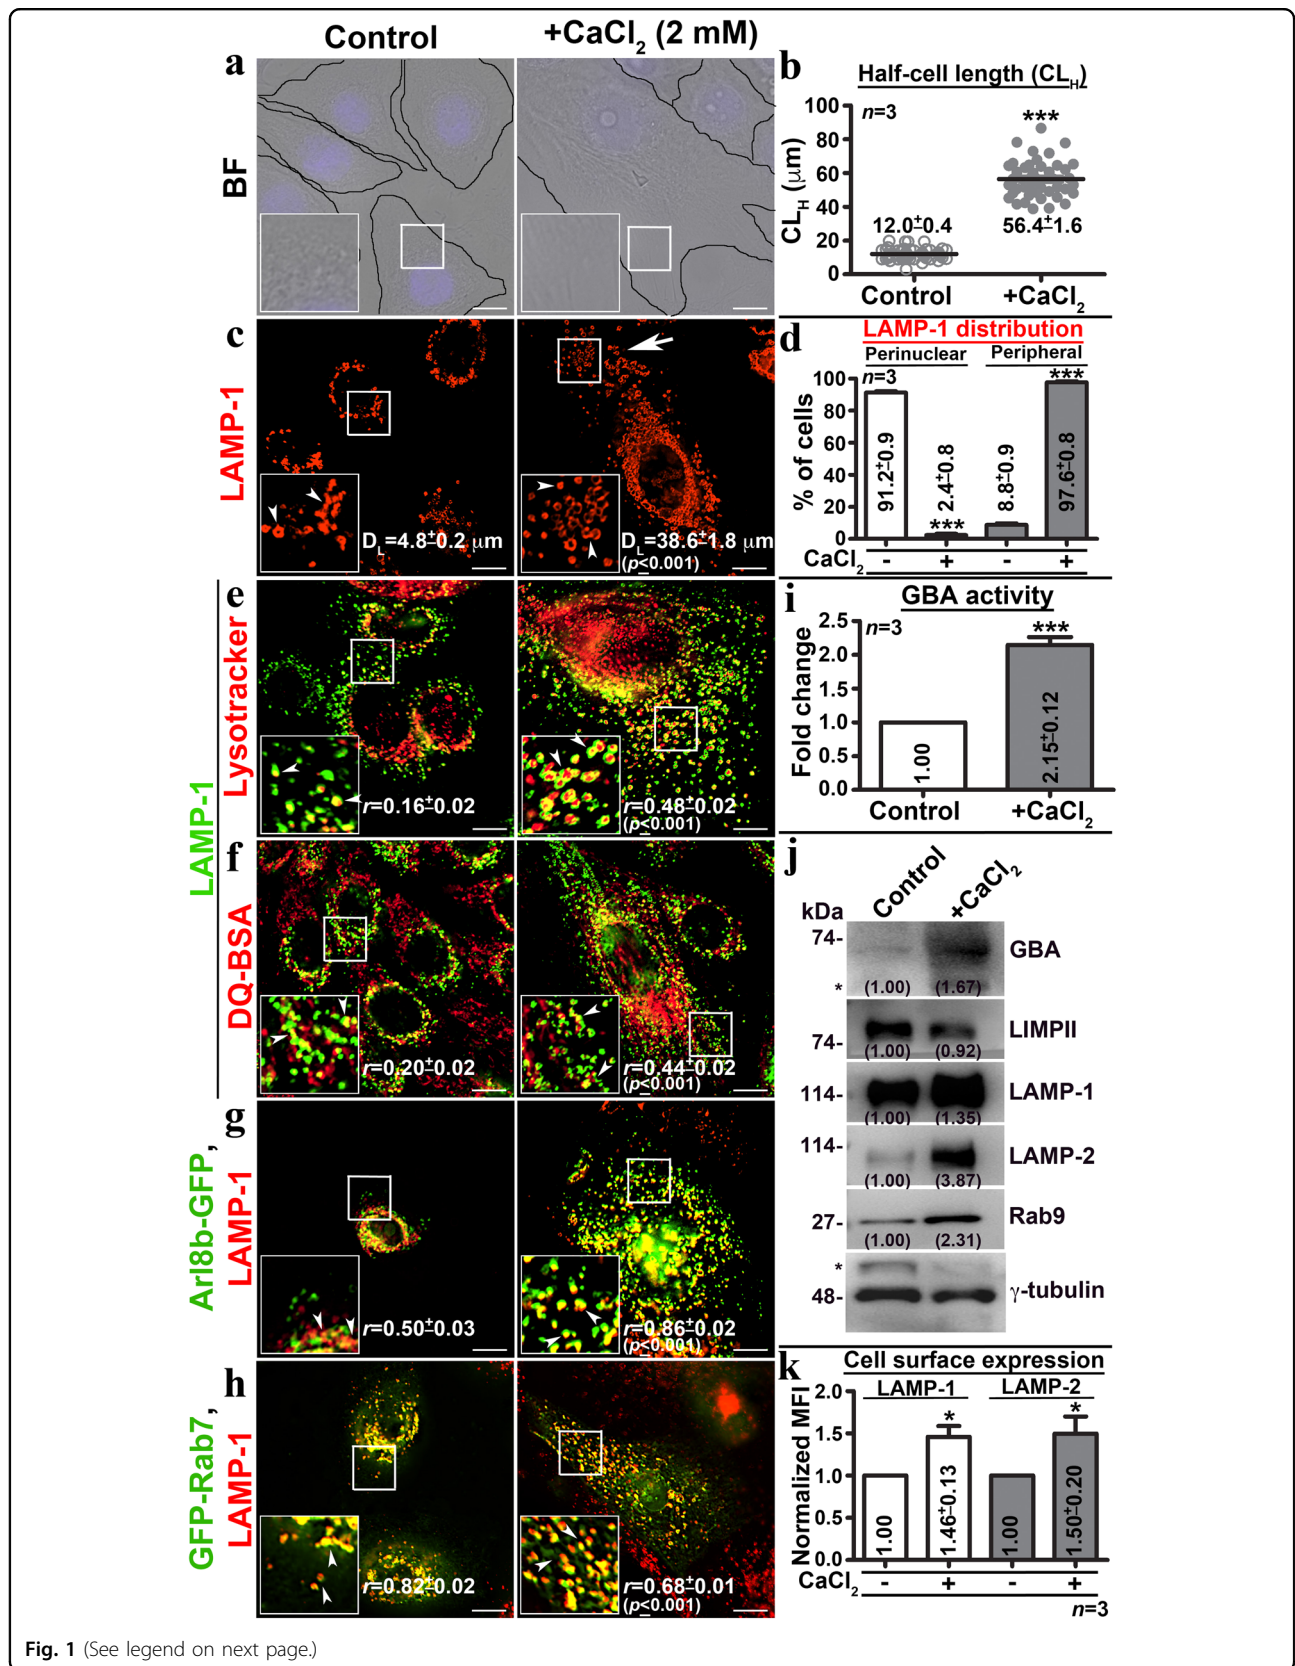 Control
+CaCl2 (2 mM)
a
BF
b
Half-cell length (CLH)
n=3
***
CLH (µm)
100
80
60
40
20
0
12.0±0.4
56.4±1.6
Control
+CaCl2
c
LAMP-1
DL=4.8±0.2 µm
DL=38.6±1.8 µm
(p≤0.001)
d
LAMP-1 distribution
Perinuclear
Peripheral
n=3
***
% of cells
100
80
60
40
20
0
91.2±0.9
2.4±0.8
***
8.8±0.9
97.6±0.8
CaCl2 - + - +
LAMP-1
e
Lysotracker
r=0.16±0.02
r=0.48±0.02
(p≤0.001)
f
DQ-BSA
r=0.20±0.02
r=0.44±0.02
(p≤0.001)
g
Arl8b-GFP,
LAMP-1
r=0.50±0.03
r=0.86±0.02
(p≤0.001)
h
GFP-Rab7,
LAMP-1
r=0.82±0.02
r=0.68±0.01
(p≤0.001)
i
GBA activity
n=3
***
Fold change
2.5
2.0
1.5
1.0
0.5
0.0
1.00
2.15±0.12
Control
+CaCl2
j
Control
+CaCl2
kDa
74-
GBA
*
(1.00)
(1.67)
LIMPII
74-
(1.00)
(0.92)
114-
LAMP-1
(1.00)
(1.35)
114-
LAMP-2
(1.00)
(3.87)
27-
Rab9
(1.00)
(2.31)
*
48-
γ-tubulin
k
Cell surface expression
LAMP-1
LAMP-2
Normalized MFI
2.0
1.5
1.0
0.5
0.0
*
*
1.00
1.46±0.13
1.00
1.50±0.20
CaCl2 - + - +
n=3
Fig. 1 (See legend on next page.)